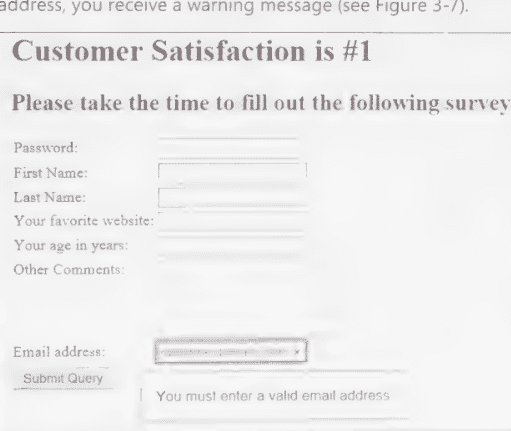 address, you receive a warning message (see Figure 3-7).
Customer Satisfaction is #1
Please take the time to fill out the following survey
Password:
First Name:
Last Name:
Your favorite website:
Your age in years:
Other Comments:
Email address:
Submit Query
You must enter a valid email address